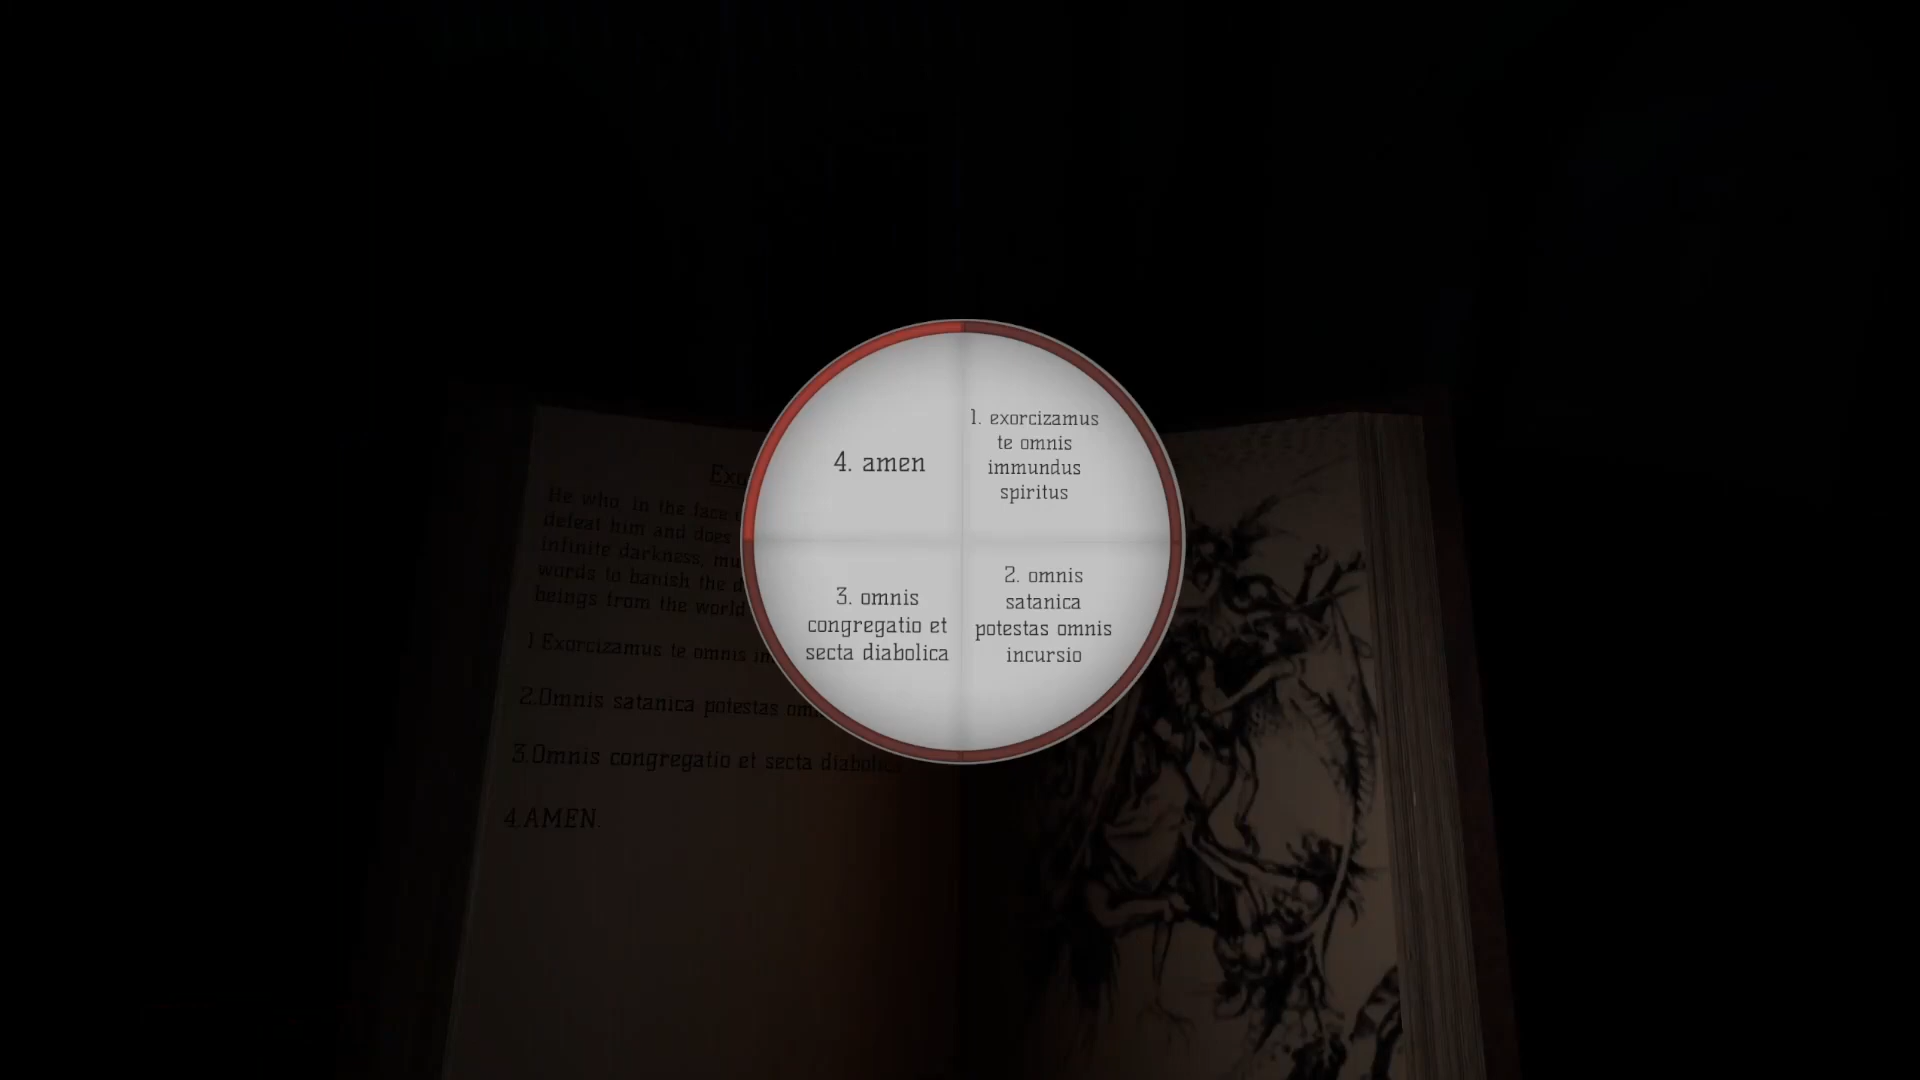 4. amen
1. exorcizamus
te omnis
immundus
spiritus
3. omnis
congregatio et
secta diabolica
2. omnis
satanica
potestas omnis
incursio
He who in the face
defeat him and does
infinite darkness,
words to banish the
beings from the world
1.Exorcizamus te omnis
2.Omnis satanica potestas
3.Omnis congregatio et secta
4.AMEN.